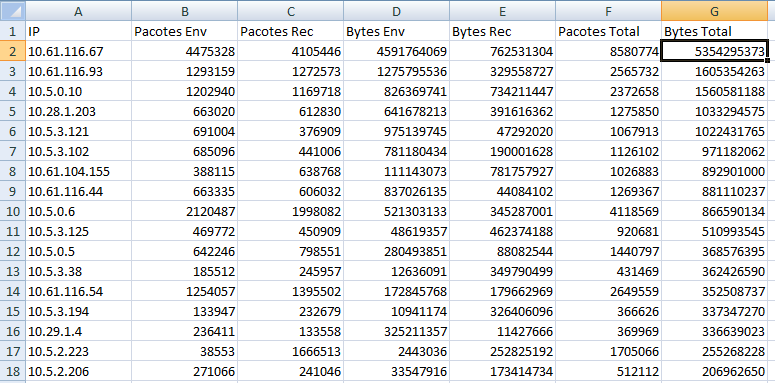 A B C D E F G
1 IP Pacotes Env Pacotes Rec Bytes Env Bytes Rec Pacotes Total Bytes Total
2 10.61.116.67 4475328 4105446 4591764069 762531304 8580774 5354295373
3 10.61.116.93 1293159 1272573 1275795536 329558727 2565732 1605354263
4 10.5.0.10 1202940 1169718 826369741 734211447 2372658 1560581188
5 10.28.1.203 663020 612830 641678213 391616362 1275850 1033294575
6 10.5.3.121 691004 376909 975139745 47292020 1067913 1022431765
7 10.5.3.102 685096 441006 781180434 190001628 1126102 971182062
8 10.61.104.155 388115 638768 111143073 781757927 1026883 892901000
9 10.61.116.44 663335 606032 837026135 44084102 1269367 881110237
10 10.5.0.6 2120487 1998082 521303133 345287001 4118569 866590134
11 10.5.3.125 469772 450909 48619357 462374188 920681 510993545
12 10.5.0.5 642246 798551 280493851 88082544 1440797 368576395
13 10.5.3.38 185512 245957 12636091 349790499 431469 362426590
14 10.61.116.54 1254057 1395502 172845768 179662969 2649559 352508737
15 10.5.3.194 133947 232679 10941174 326406096 366626 337347270
16 10.29.1.4 236411 133558 325211357 11427666 369969 336639023
17 10.5.2.223 38553 1666513 2443036 252825192 1705066 255268228
18 10.5.2.206 271066 241046 33547916 173414734 512112 206962650